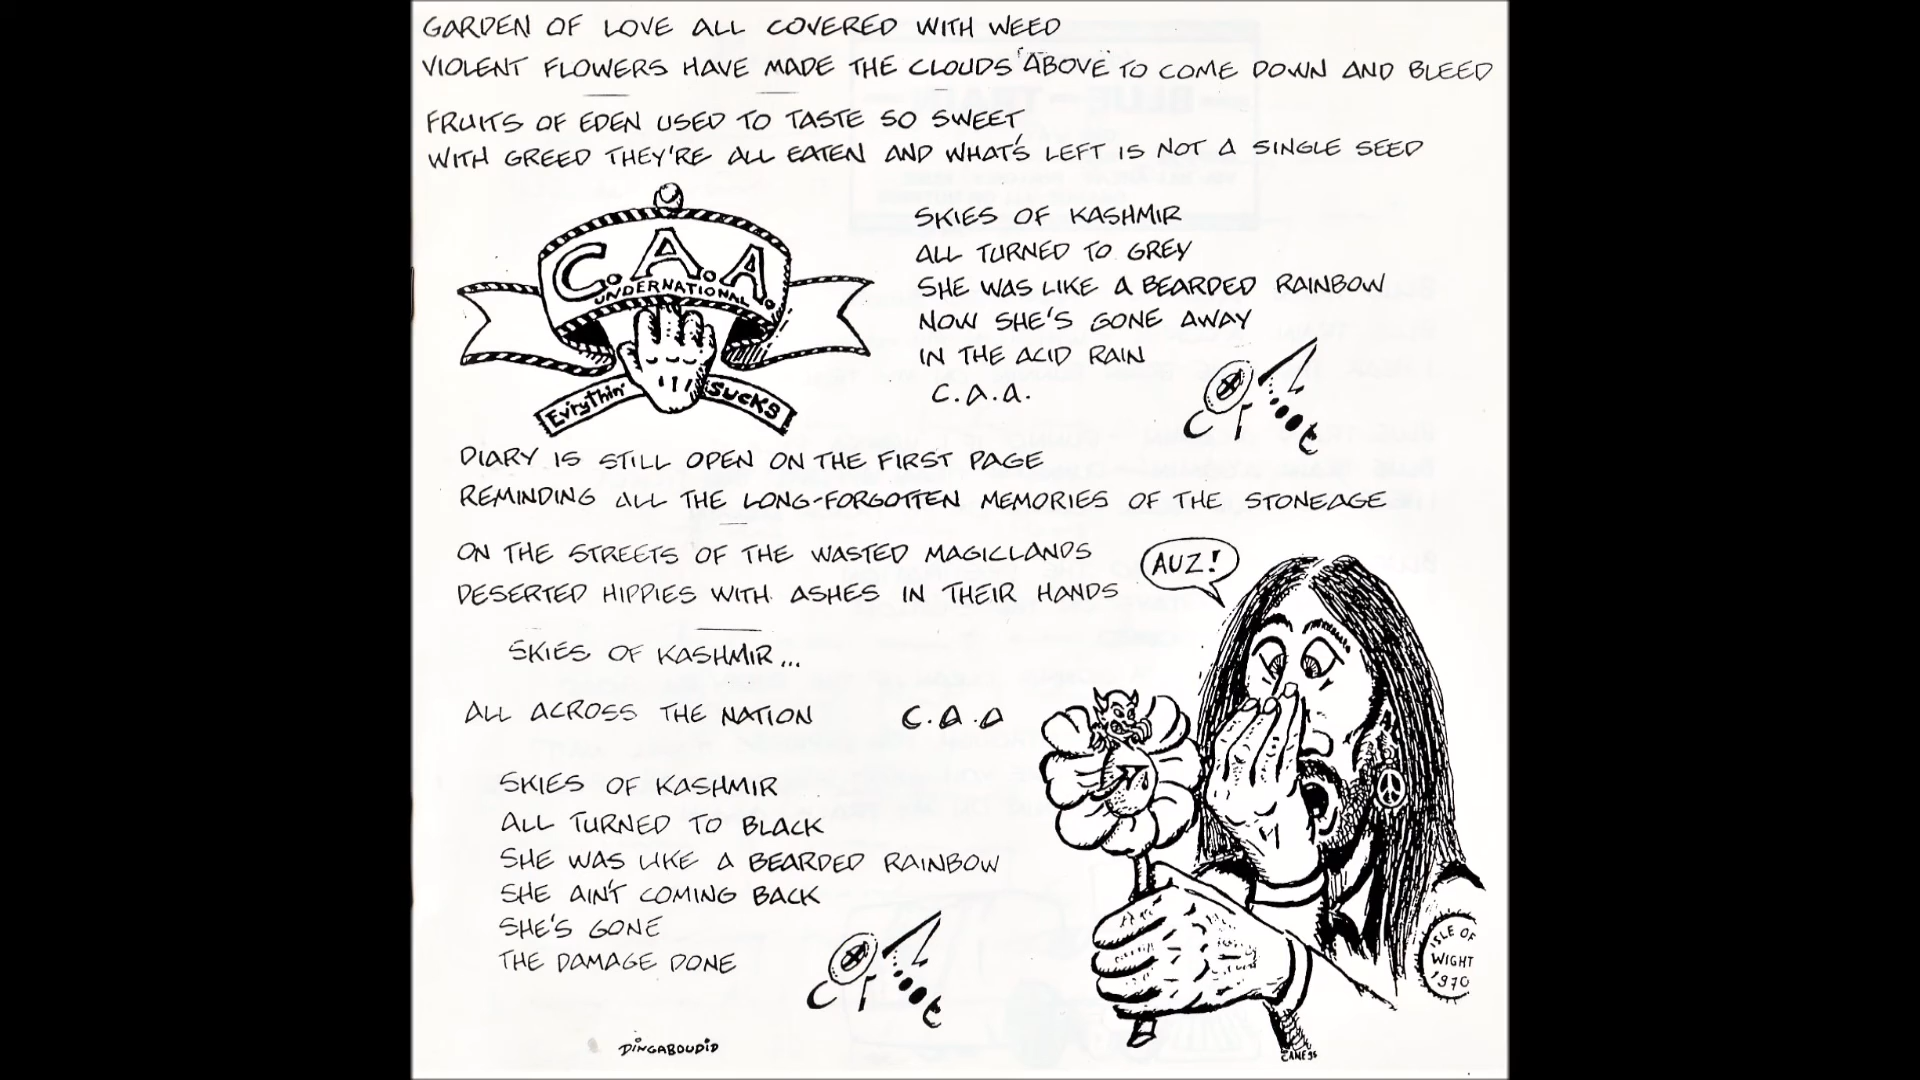 GARDEN OF LOVE ALL COVERED WITH WEED
VIOLENT FLOWERS HAVE MADE THE CLOUDS ABOVE TO COME DOWN AND BLEED
FRUITS OF EDEN USED TO TASTE SO SWEET
WITH GREED THEY'RE ALL EATEN AND WHAT'S LEFT IS NOT A SINGLE SEED
C.A.A.
UNDERNATIONAL
Ev'rythin' SUCKS
SKIES OF KASHMIR
ALL TURNED TO GREY
SHE WAS LIKE A BEARDED RAINBOW
NOW SHE'S GONE AWAY
IN THE ACID RAIN
C.A.A.
DIARY IS STILL OPEN ON THE FIRST PAGE
REMINDING ALL THE LONG-FORGOTTEN MEMORIES OF THE STONEAGE
ON THE STREETS OF THE WASTED MAGICLANDS
DESERTED HIPPIES WITH ASHES IN THEIR HANDS
AUZ!
SKIES OF KASHMIR...
ALL ACROSS THE NATION C.A.A
SKIES OF KASHMIR
ALL TURNED TO BLACK
SHE WAS LIKE A BEARDED RAINBOW
SHE AIN'T COMING BACK
SHE'S GONE
THE DAMAGE DONE
ISLE OF
WIGHT
1970
DINGABOUDID
CANE95